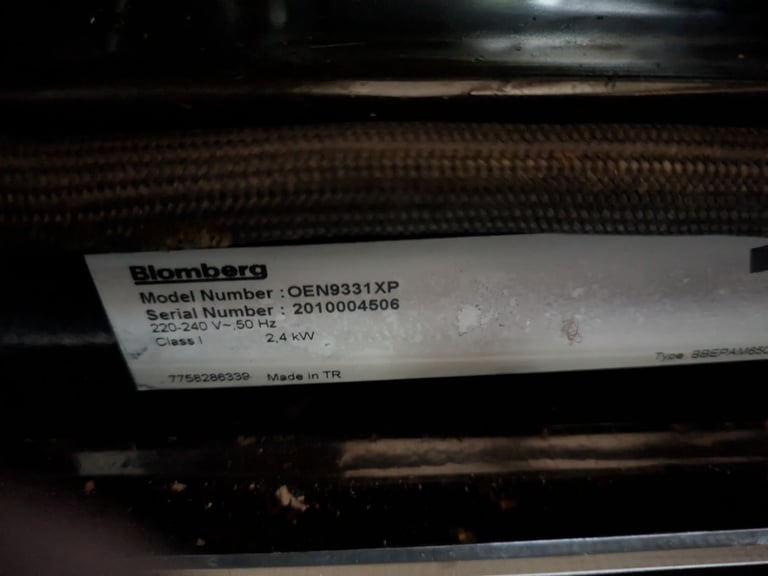 Blomberg
Model Number : OEN9331XP
Serial Number : 2010004506
220-240 V~;50 Hz
Class I 2,4 kW
7758286339 Made in TR
Type